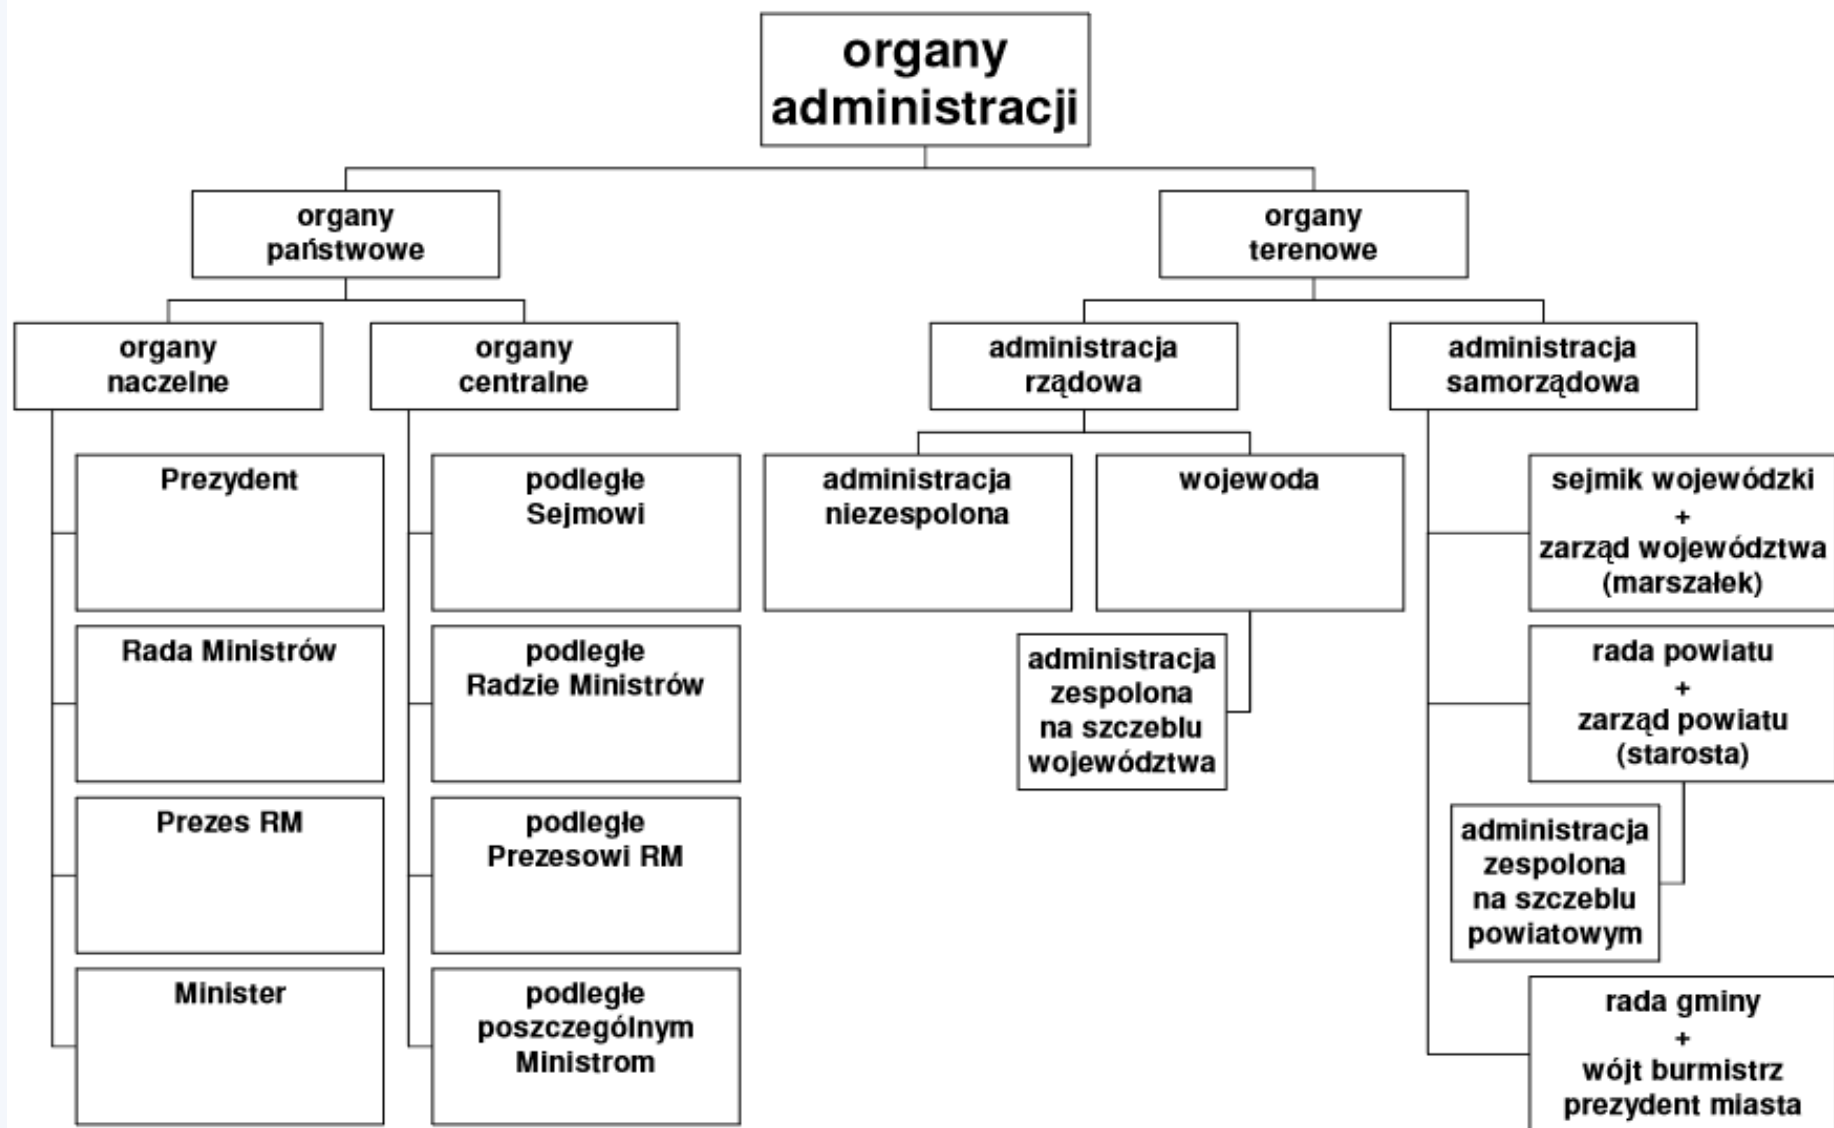 organy
administracji
organy
państwowe
organy
terenowe
organy
naczelne
organy
centralne
administracja
rządowa
administracja
samorządowa
Prezydent
podległe
Sejmowi
administracja
niezespolona
wojewoda
sejmik wojewódzki
+
zarząd województwa
(marszałek)
Rada Ministrów
podległe
Radzie Ministrów
administracja
zespolona
na szczeblu
województwa
rada powiatu
+
zarząd powiatu
(starosta)
Prezes RM
podległe
Prezesowi RM
administracja
zespolona
na szczeblu
powiatowym
Minister
podległe
poszczególnym
Ministrom
rada gminy
+
wójt burmistrz
prezydent miasta